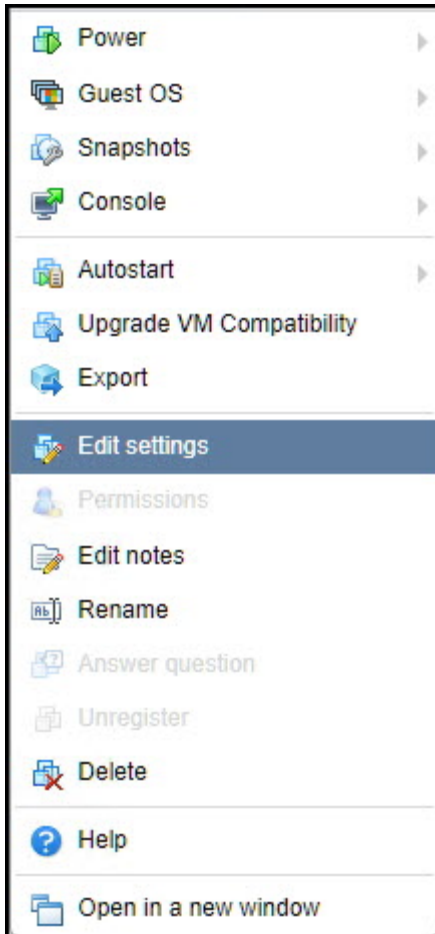 Power
Guest OS
Snapshots
Console
Autostart
Upgrade VM Compatibility
Export
Edit settings
Permissions
Edit notes
Rename
Answer question
Unregister
Delete
Help
Open in a new window